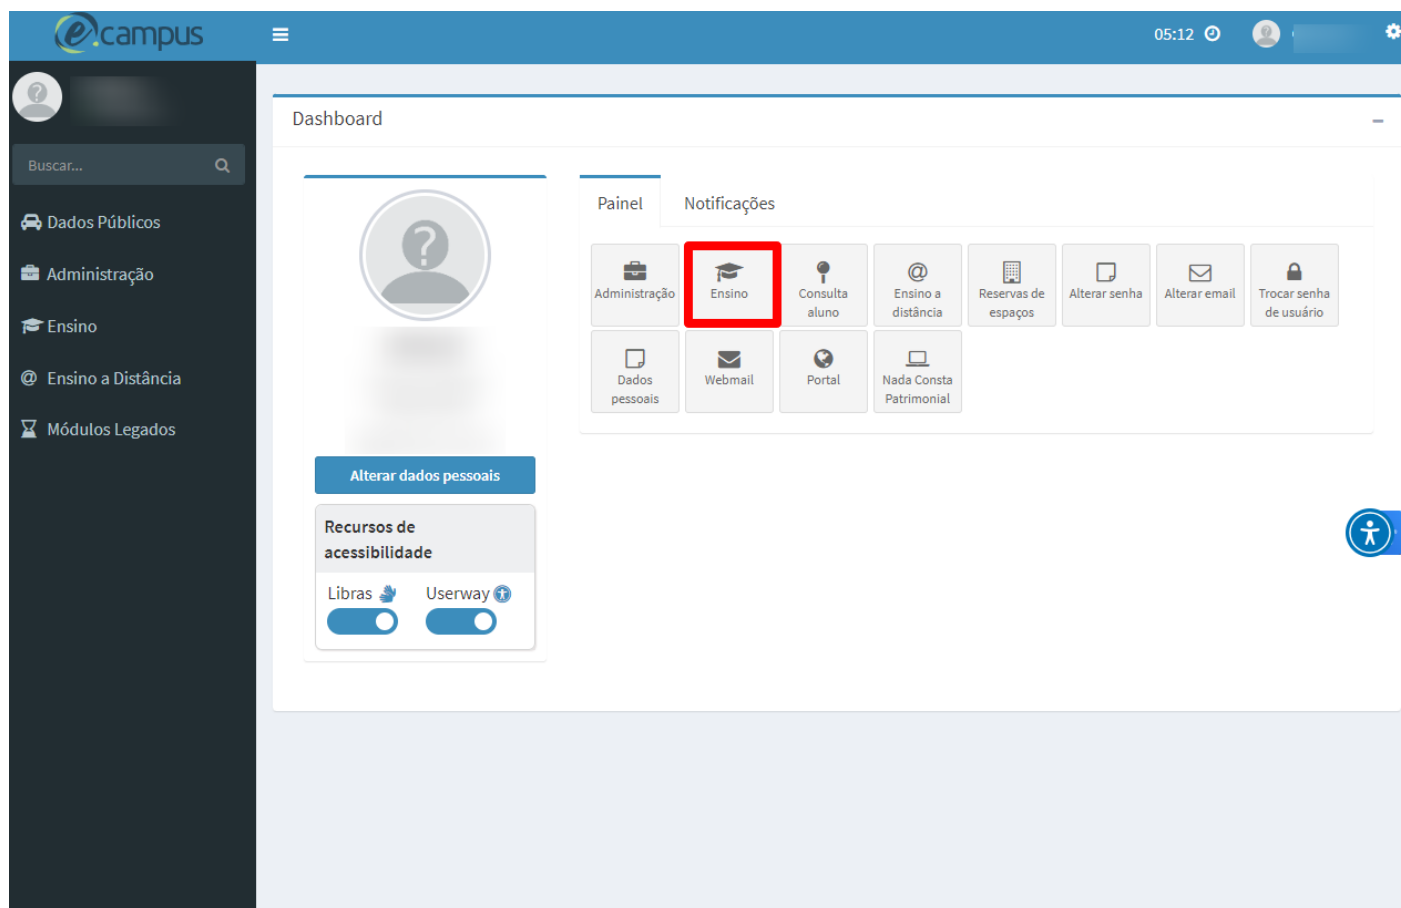 e.campus
05:12
Buscar...
Dados Públicos
Administração
Ensino
@ Ensino a Distância
Módulos Legados
Dashboard
Alterar dados pessoais
Recursos de
acessibilidade
Libras
Userway
Painel
Notificações
Administração
Ensino
Consulta
aluno
@
Ensino a
distância
Reservas de
espaços
Alterar senha
Alterar email
Trocar senha
de usuário
Dados
pessoais
Webmail
Portal
Nada Consta
Patrimonial